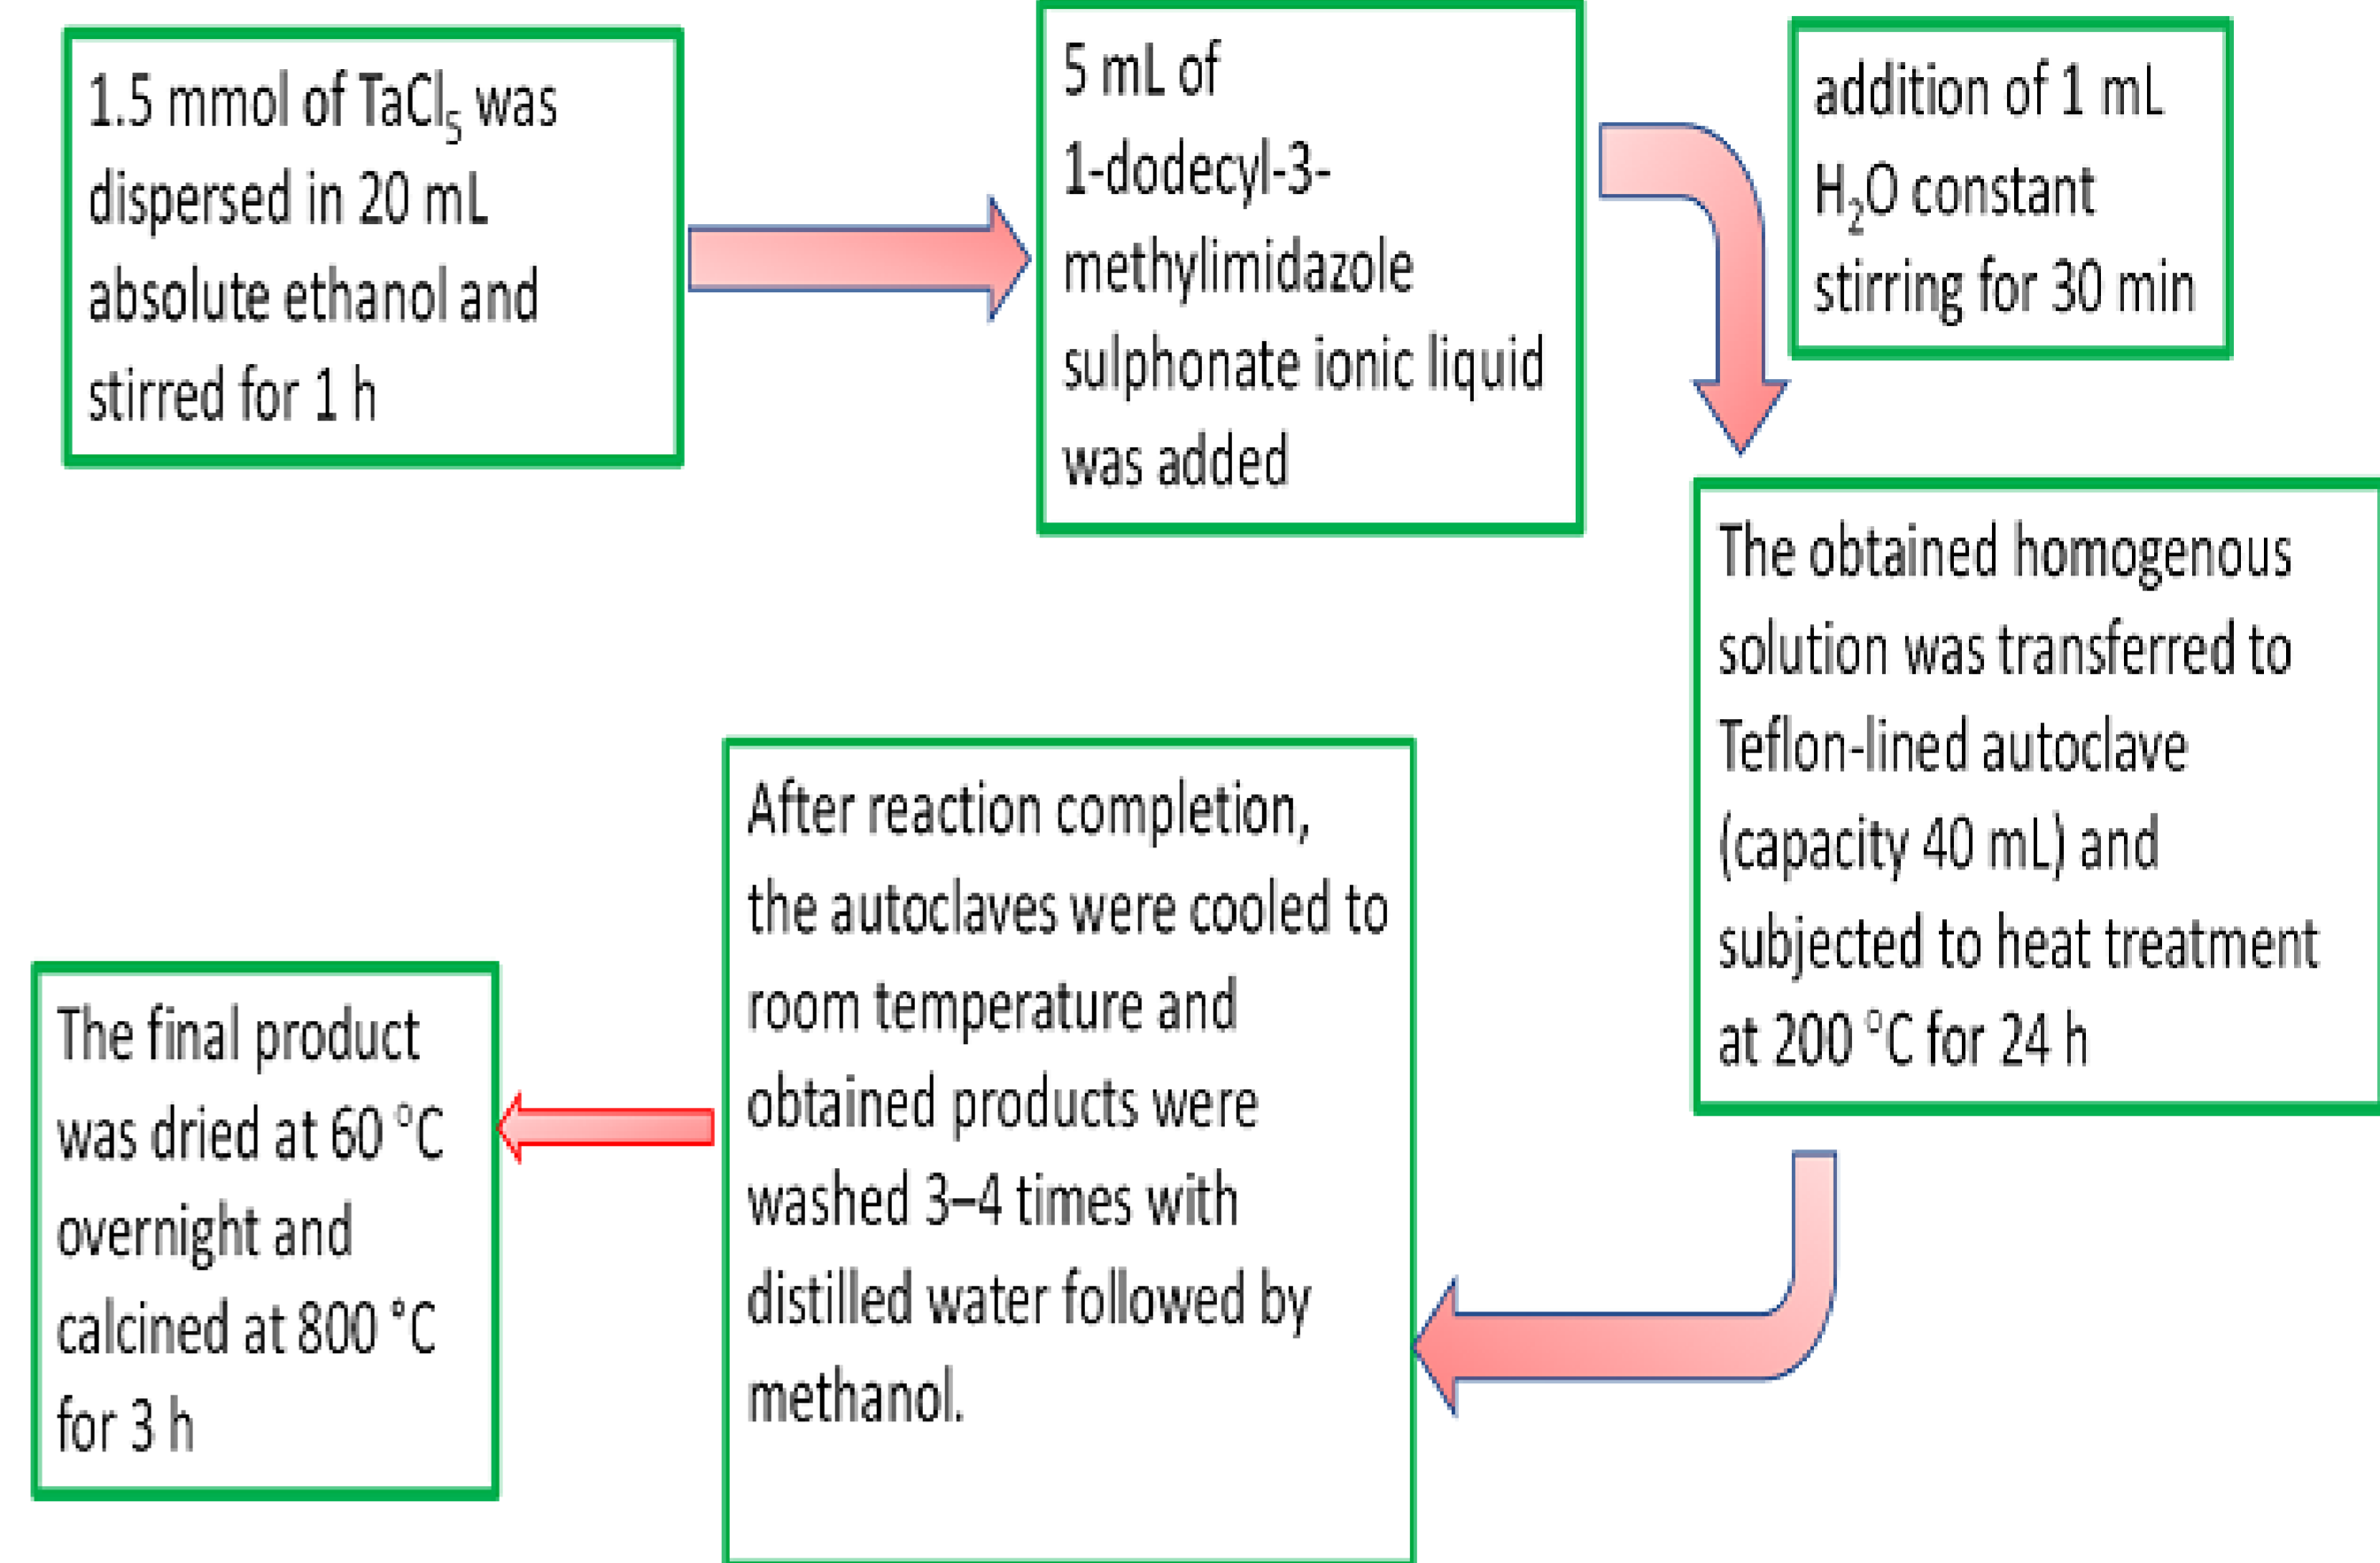 1.5 mmol of TaCl₅ was
dispersed in 20 mL
absolute ethanol and
stirred for 1 h
5 mL of
1-dodecyl-3-
methylimidazole
sulphonate ionic liquid
was added
addition of 1 mL
H₂O constant
stirring for 30 min
The obtained homogenous
solution was transferred to
Teflon-lined autoclave
(capacity 40 mL) and
subjected to heat treatment
at 200 °C for 24 h
After reaction completion,
the autoclaves were cooled to
room temperature and
obtained products were
washed 3–4 times with
distilled water followed by
methanol.
The final product
was dried at 60 °C
overnight and
calcined at 800 °C
for 3 h